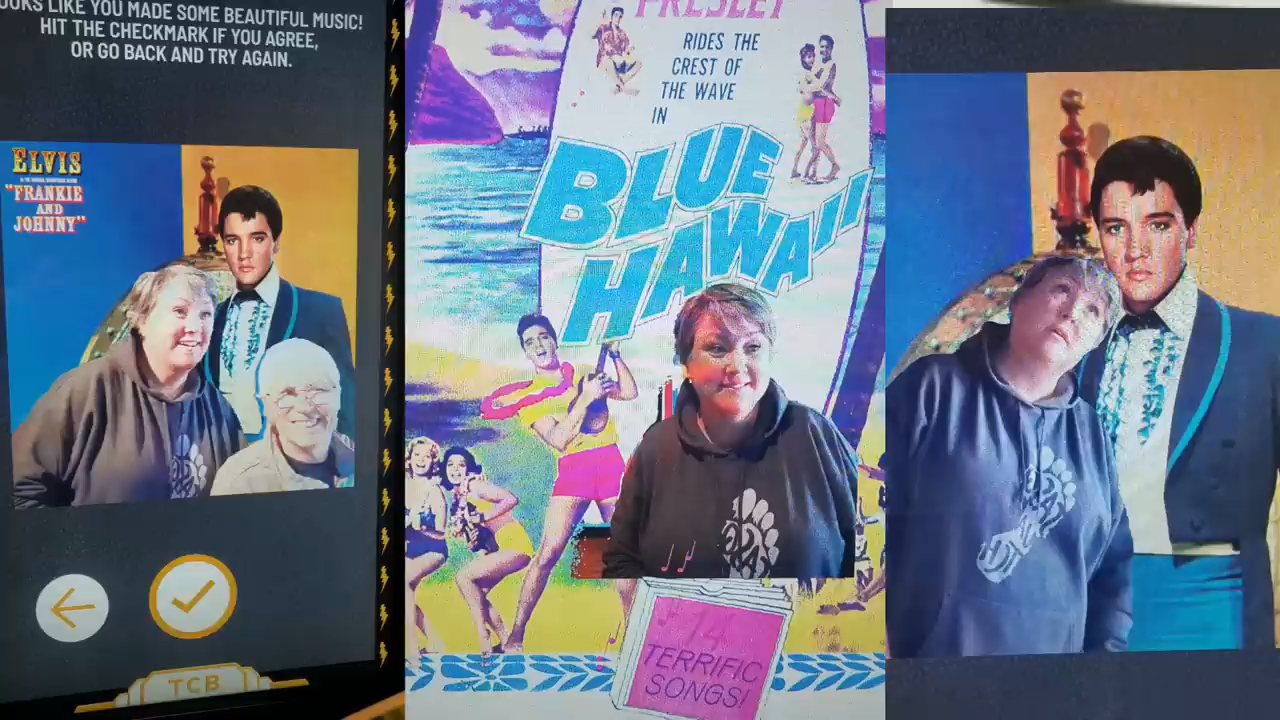 OOKS LIKE YOU MADE SOME BEAUTIFUL MUSIC!
HIT THE CHECKMARK IF YOU AGREE,
OR GO BACK AND TRY AGAIN.
ELVIS
"FRANKIE
AND
JOHNNY"
TCB
PRESLEY
RIDES THE
CREST OF
THE WAVE
IN
BLUE
HAWAII
14
TERRIFIC
SONGS!